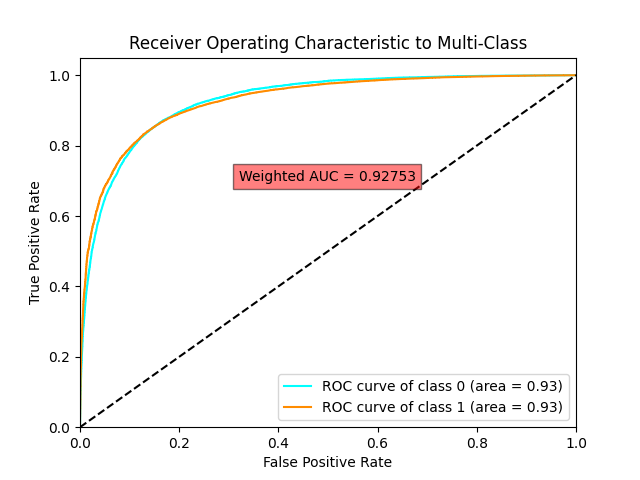 Receiver Operating Characteristic to Multi-Class
1.0
0.8
0.6
0.4
0.2
0.0
True Positive Rate
Weighted AUC = 0.92753
ROC curve of class 0 (area = 0.93)
ROC curve of class 1 (area = 0.93)
0.0 0.2 0.4 0.6 0.8 1.0
False Positive Rate